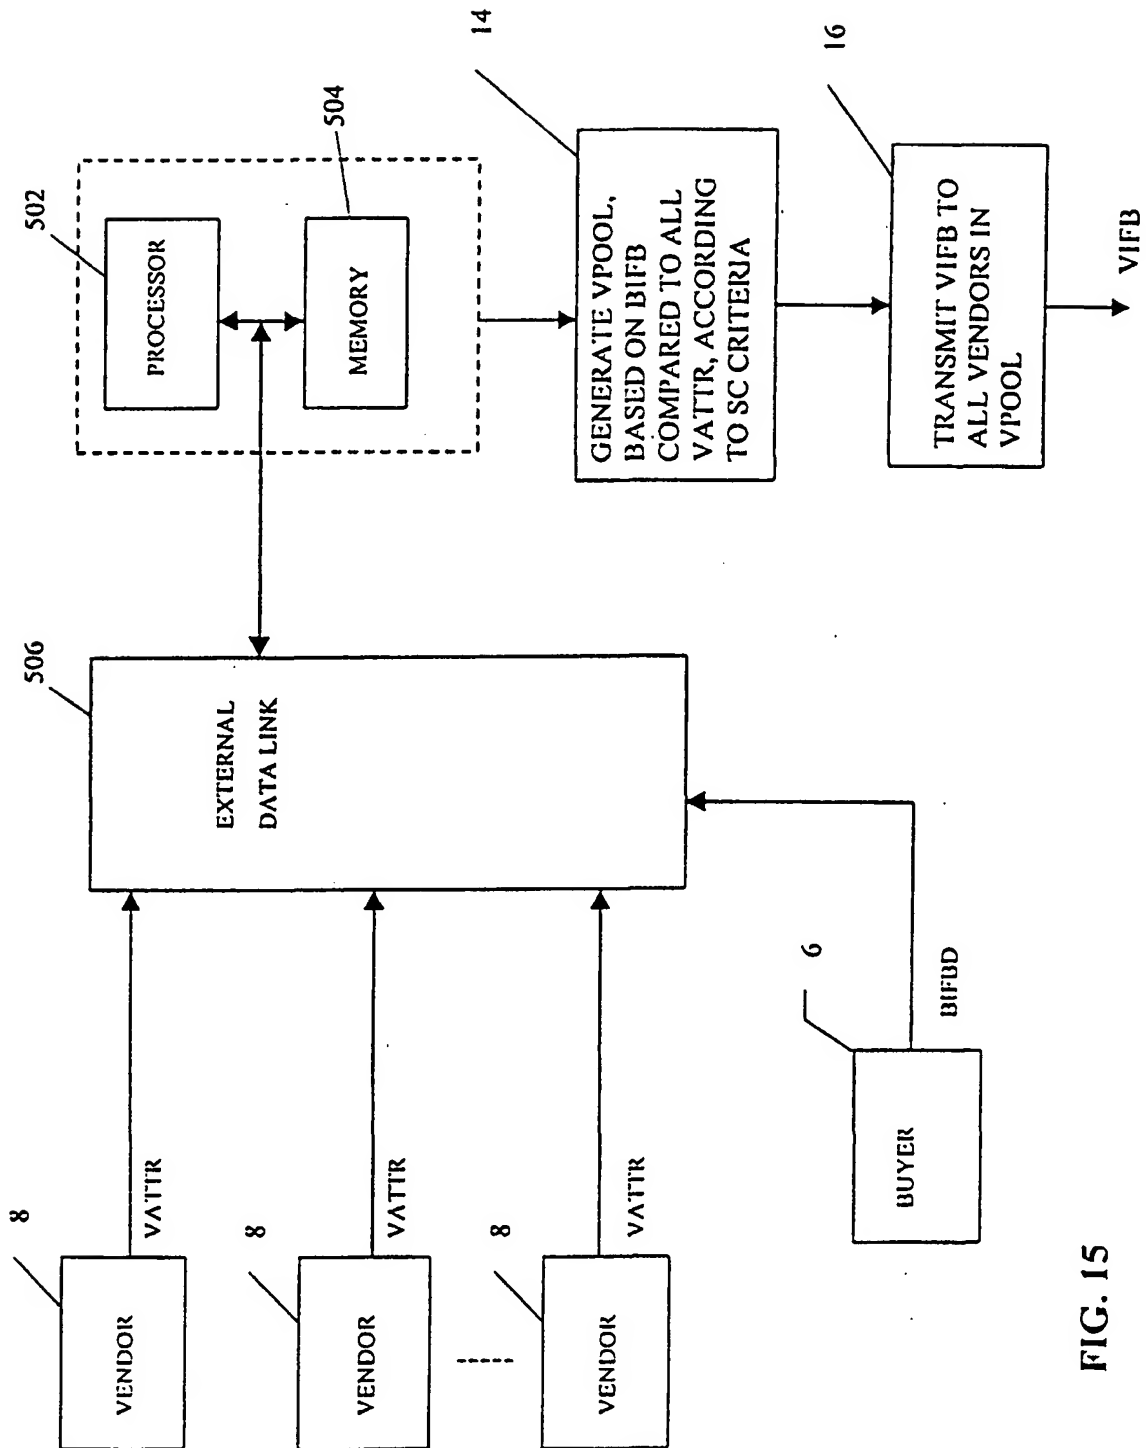 8
VENDOR
VATTR
8
VENDOR
VATTR
8
VENDOR
VATTR
6
BUYER
BIFBD
506
EXTERNAL
DATA LINK
502
PROCESSOR
504
MEMORY
14
GENERATE VPOOL,
BASED ON BIFB
COMPARED TO ALL
VATTR, ACCORDING
TO SC CRITERIA
16
TRANSMIT VIFB TO
ALL VENDORS IN
VPOOL
VIFB
FIG. 15